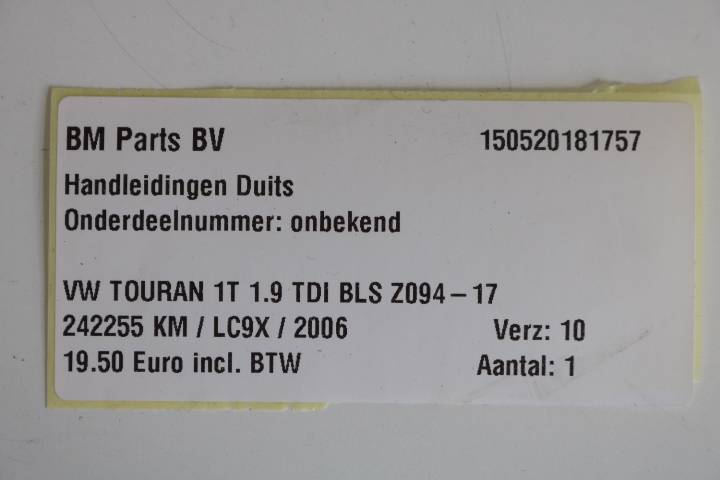 BM Parts BV 150520181757
Handleidingen Duits
Onderdeelnummer: onbekend
VW TOURAN 1T 1.9 TDI BLS Z094-17
242255 KM / LC9X / 2006 Verz: 10
19.50 Euro incl. BTW Aantal: 1